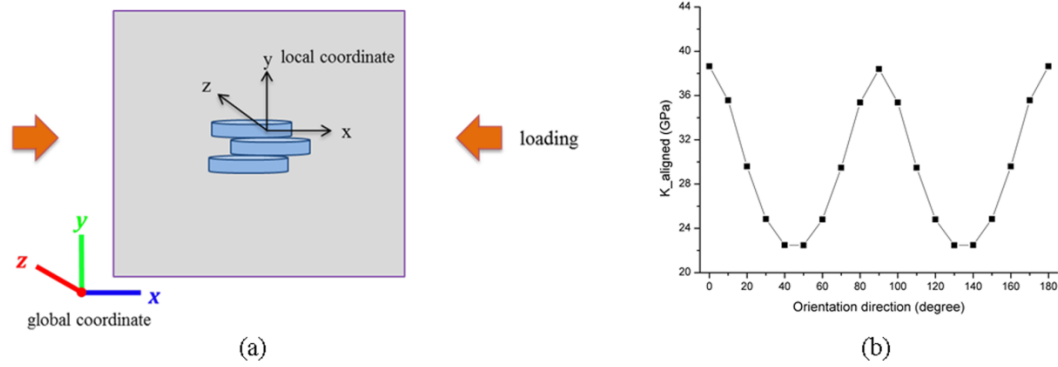 y local coordinate
z
x
loading
y
z
x
global coordinate
(a)
K_aligned (GPa)
44
40
36
32
28
24
20
0 20 40 60 80 100 120 140 160 180
Orientation direction (degree)
(b)